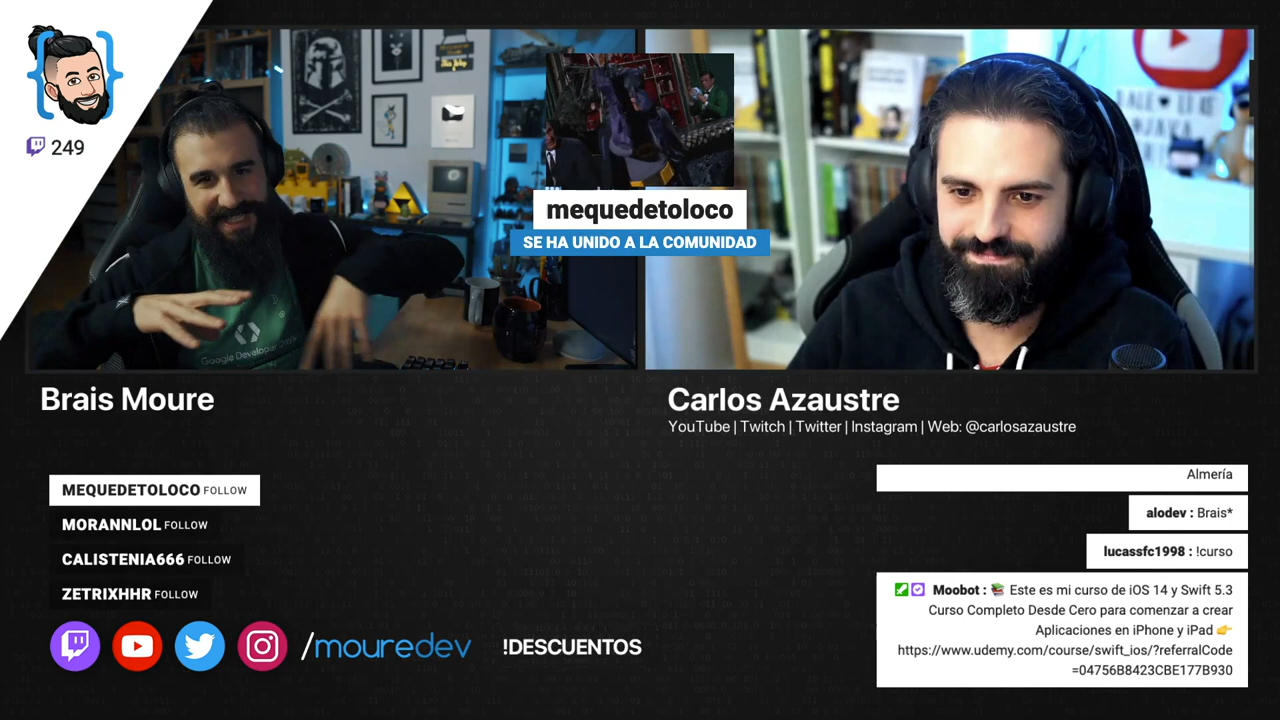 249
mequedetoloco
SE HA UNIDO A LA COMUNIDAD
Google Developer
Brais Moure
Carlos Azaustre
YouTube | Twitch | Twitter | Instagram | Web: @carlosazaustre
MEQUEDETOLOCO FOLLOW
MORANNLOL FOLLOW
CALISTENIA666 FOLLOW
ZETRIXHHR FOLLOW
/mouredev
!DESCUENTOS
Almería
alodev : Brais*
lucassfc1998 : !curso
Moobot : 📚 Este es mi curso de iOS 14 y Swift 5.3
Curso Completo Desde Cero para comenzar a crear
Aplicaciones en iPhone y iPad 👉
https://www.udemy.com/course/swift_ios/?referralCode
=04756B8423CBE177B930